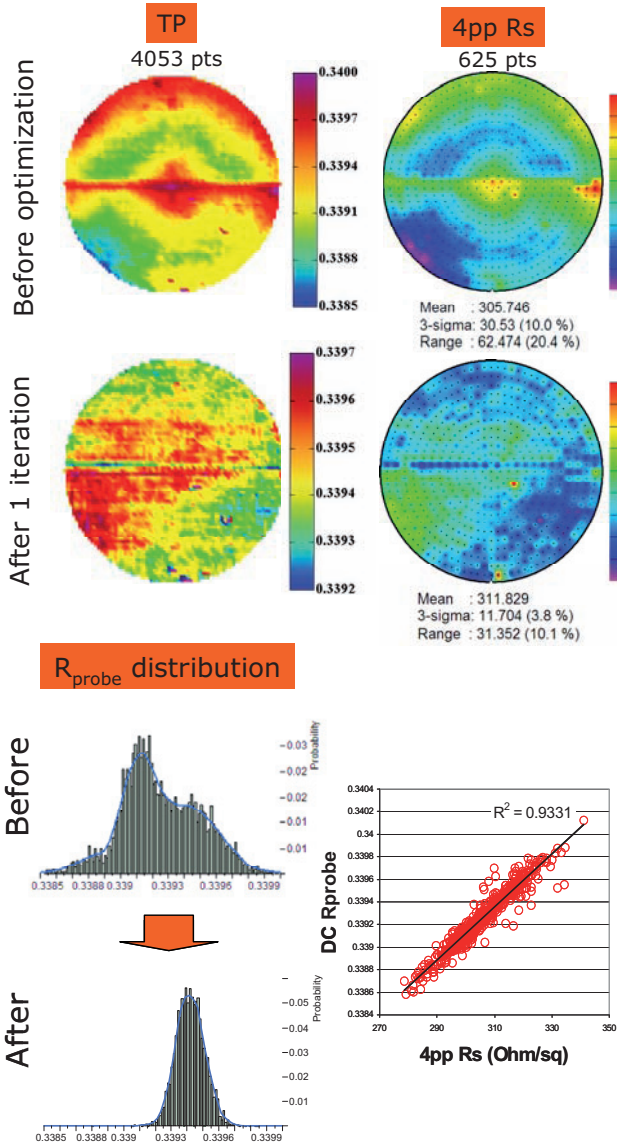 TP
4053 pts
4pp Rs
625 pts
Before optimization
0.3400
0.3397
0.3394
0.3391
0.3388
0.3385
Mean : 305.746
3-sigma: 30.53 (10.0 %)
Range : 62.474 (20.4 %)
After 1 iteration
0.3397
0.3396
0.3395
0.3394
0.3393
0.3392
Mean : 311.829
3-sigma: 11.704 (3.8 %)
Range : 31.352 (10.1 %)
Rprobe distribution
Before
Probability
0.03
0.02
0.02
0.01
0.01
0.3385 0.3388 0.339 0.3393 0.3396 0.3399
After
Probability
0.05
0.04
0.03
0.02
0.01
0.3385 0.3388 0.339 0.3393 0.3396 0.3399
R2 = 0.9331
DC Rprobe
0.3404
0.3402
0.34
0.3398
0.3396
0.3394
0.3392
0.339
0.3388
0.3386
0.3384
270 290 310 330 350
4pp Rs (Ohm/sq)